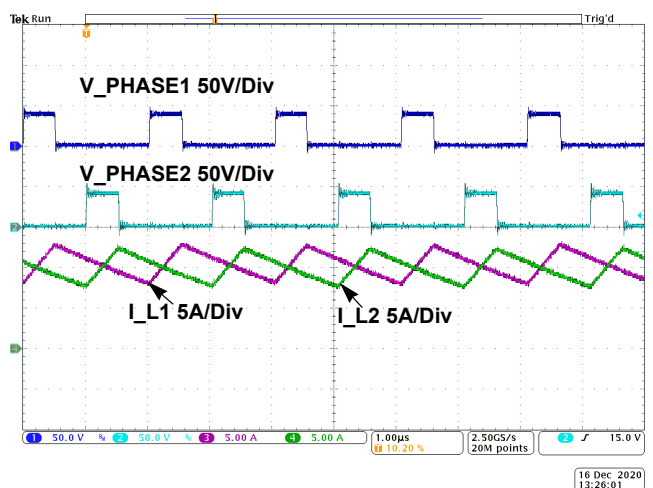 Tek Run
Trig'd
T
V_PHASE1 50V/Div
1
V_PHASE2 50V/Div
2
I_L1 5A/Div
I_L2 5A/Div
4
1 50.0 V 2 50.0 V 3 5.00 A 4 5.00 A
1.00µs
T 10.20 %
2.50GS/s
20M points
2 15.0 V
16 Dec 2020
13:26:01